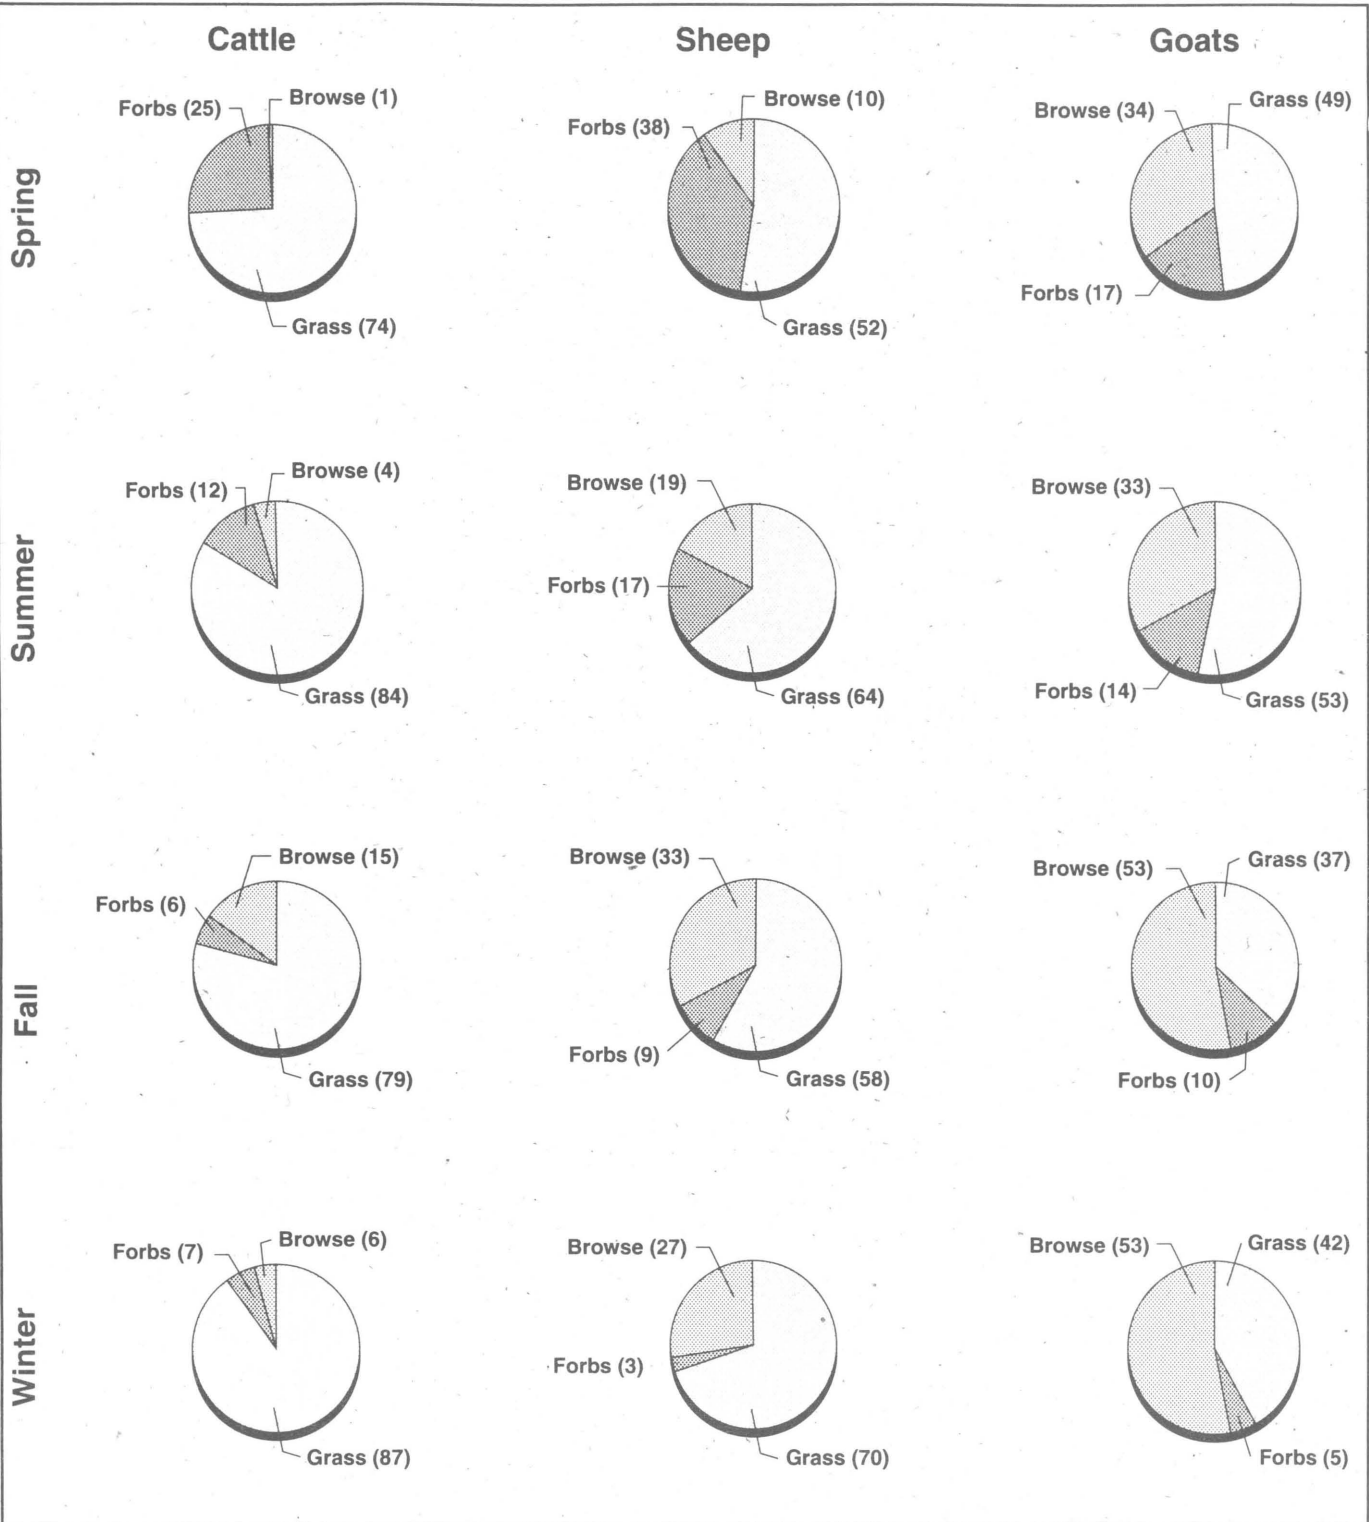 Cattle
Sheep
Goats
Spring
Forbs (25)
Browse (1)
Grass (74)
Forbs (38)
Browse (10)
Grass (52)
Browse (34)
Grass (49)
Forbs (17)
Summer
Forbs (12)
Browse (4)
Grass (84)
Browse (19)
Forbs (17)
Grass (64)
Browse (33)
Forbs (14)
Grass (53)
Fall
Browse (15)
Forbs (6)
Grass (79)
Browse (33)
Forbs (9)
Grass (58)
Browse (53)
Grass (37)
Forbs (10)
Winter
Forbs (7)
Browse (6)
Grass (87)
Browse (27)
Forbs (3)
Grass (70)
Browse (53)
Grass (42)
Forbs (5)